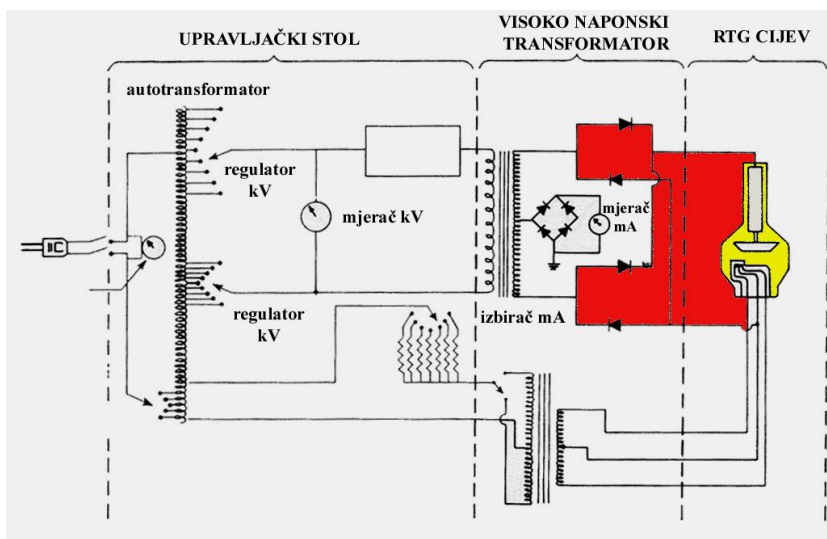 UPRAVLJAČKI STOL
VISOKO NAPONSKI
TRANSFORMATOR
RTG CIJEV
autotransformator
regulator
kV
mjerač kV
mjerač
mA
regulator
kV
izbirač mA